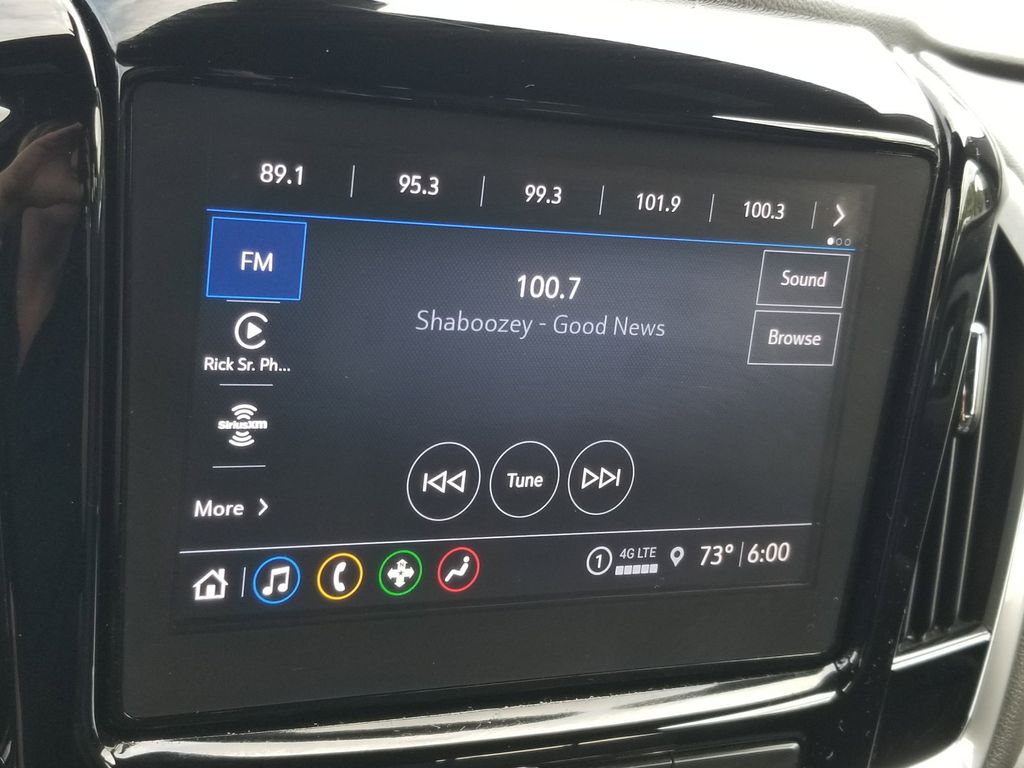 89.1 95.3 99.3 101.9 100.3
FM
100.7
Shaboozey - Good News
Sound
Browse
Rick Sr. Ph...
SiriusXM
More
Tune
1 4G LTE 73° 6:00